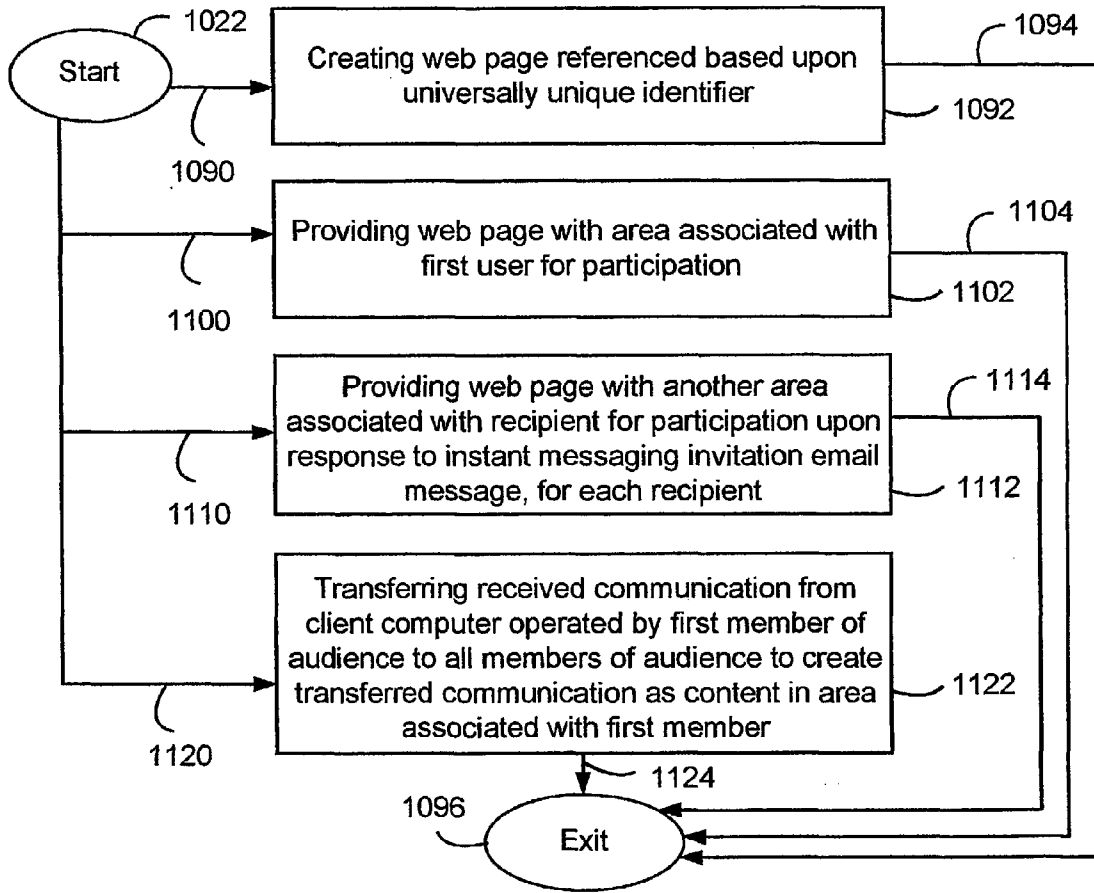 1022
Start
1090
Creating web page referenced based upon
universally unique identifier
1094
1092
1100
Providing web page with area associated with
first user for participation
1104
1102
1110
Providing web page with another area
associated with recipient for participation upon
response to instant messaging invitation email
message, for each recipient
1114
1112
1120
Transferring received communication from
client computer operated by first member of
audience to all members of audience to create
transferred communication as content in area
associated with first member
1122
1124
1096
Exit